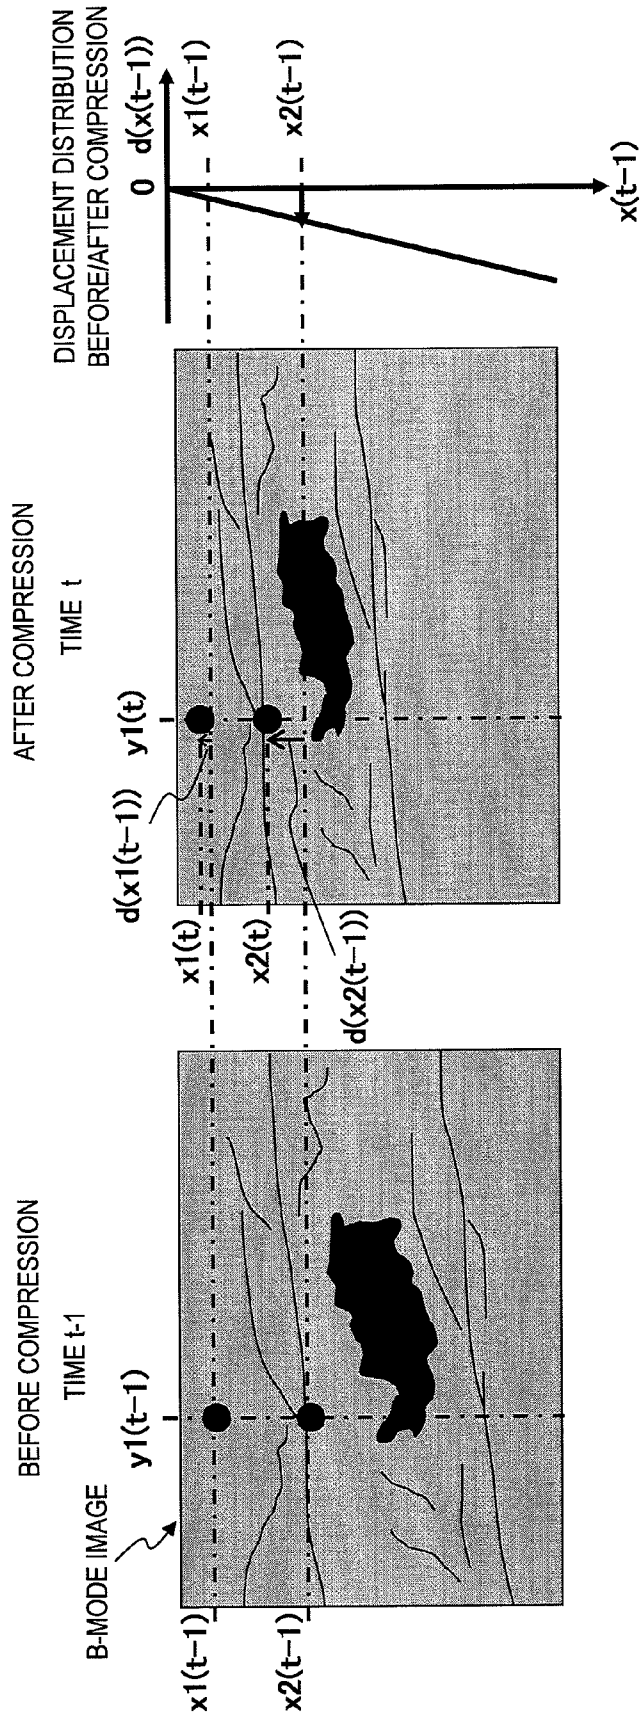 BEFORE COMPRESSION
TIME t-1
B-MODE IMAGE
y1(t−1)
x1(t−1)
x2(t−1)
AFTER COMPRESSION
TIME t
d(x1(t−1))
y1(t)
x1(t)
x2(t)
d(x2(t−1))
DISPLACEMENT DISTRIBUTION
BEFORE/AFTER COMPRESSION
0
d(x(t−1))
x1(t−1)
x2(t−1)
x(t−1)